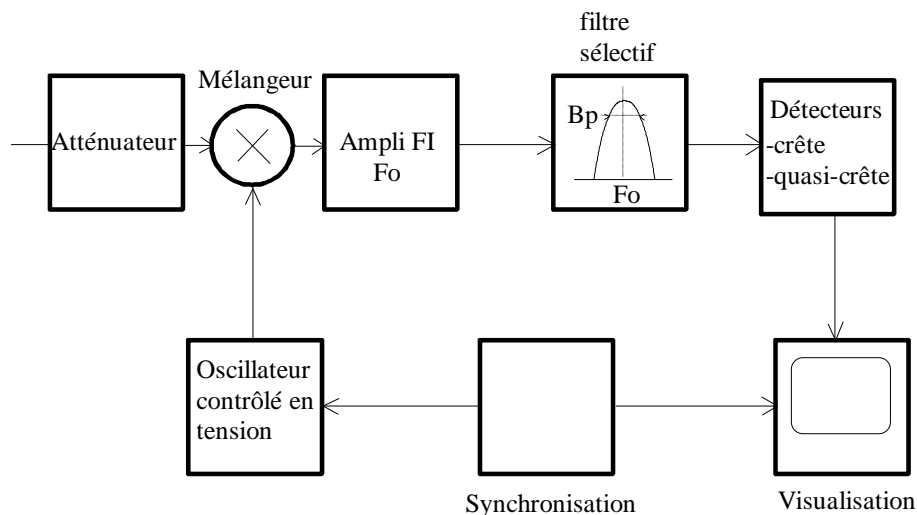 filtre
sélectif
Mélangeur
Atténuateur
Ampli FI
Fo
Bp
Fo
Détecteurs
-crête
-quasi-crête
Oscillateur
contrôlé en
tension
Synchronisation
Visualisation